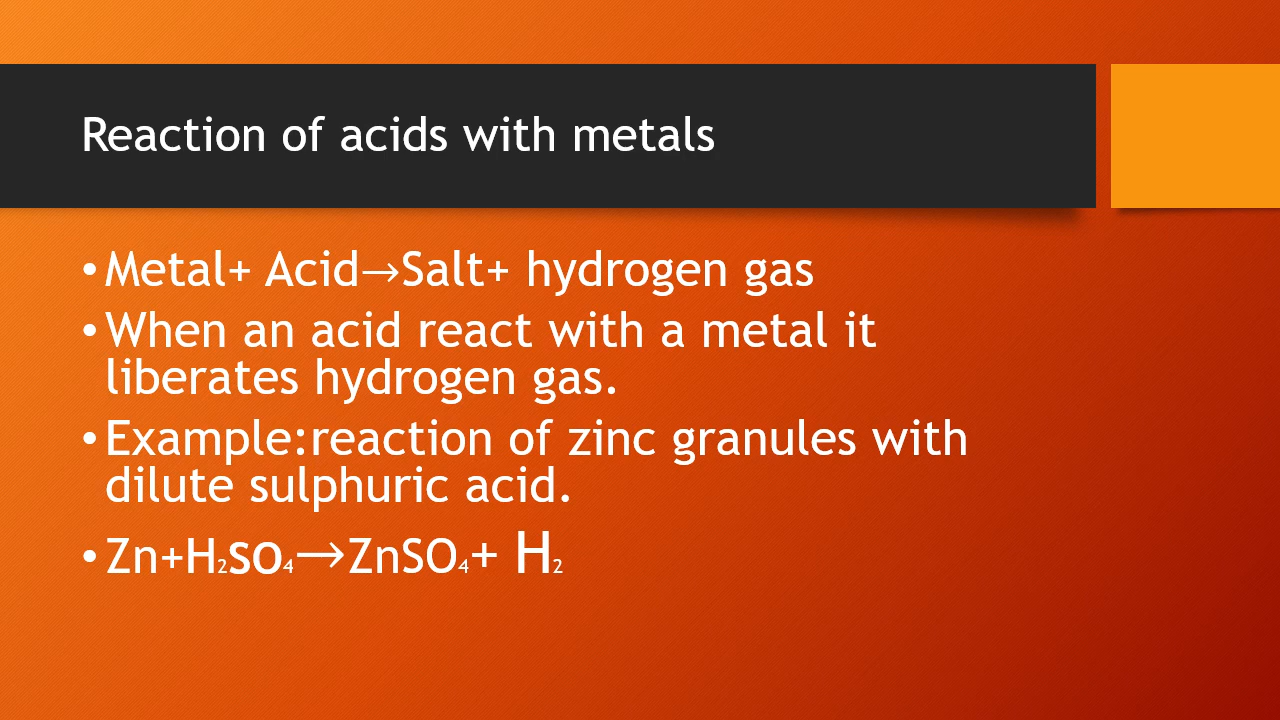 Reaction of acids with metals
•Metal+ Acid→Salt+ hydrogen gas
•When an acid react with a metal it
liberates hydrogen gas.
•Example:reaction of zinc granules with
dilute sulphuric acid.
•Zn+H₂so₄→ZnSO₄+ H₂